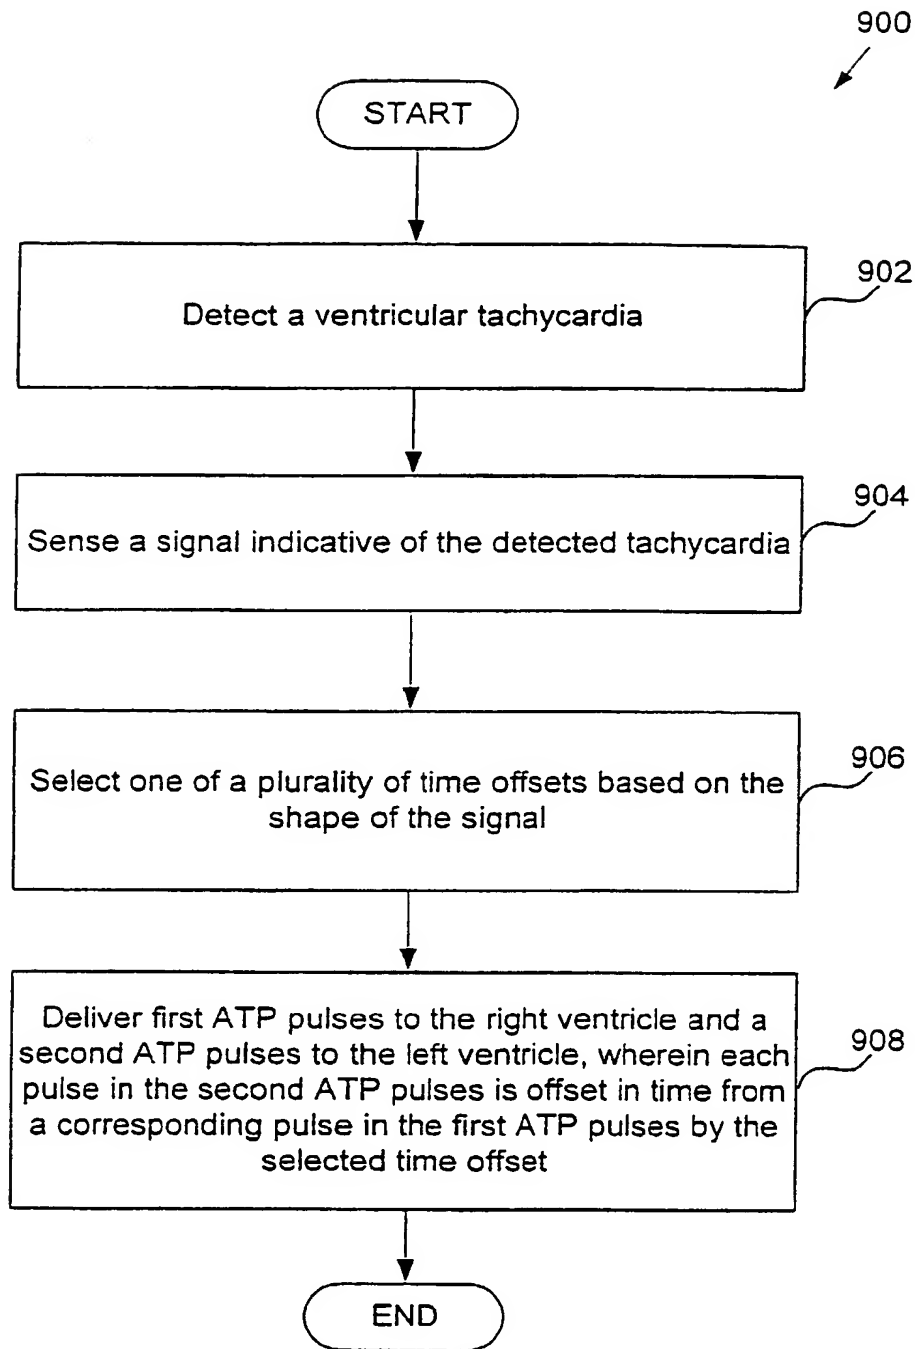 900
START
Detect a ventricular tachycardia
902
Sense a signal indicative of the detected tachycardia
904
Select one of a plurality of time offsets based on the
shape of the signal
906
Deliver first ATP pulses to the right ventricle and a
second ATP pulses to the left ventricle, wherein each
pulse in the second ATP pulses is offset in time from
a corresponding pulse in the first ATP pulses by the
selected time offset
908
END